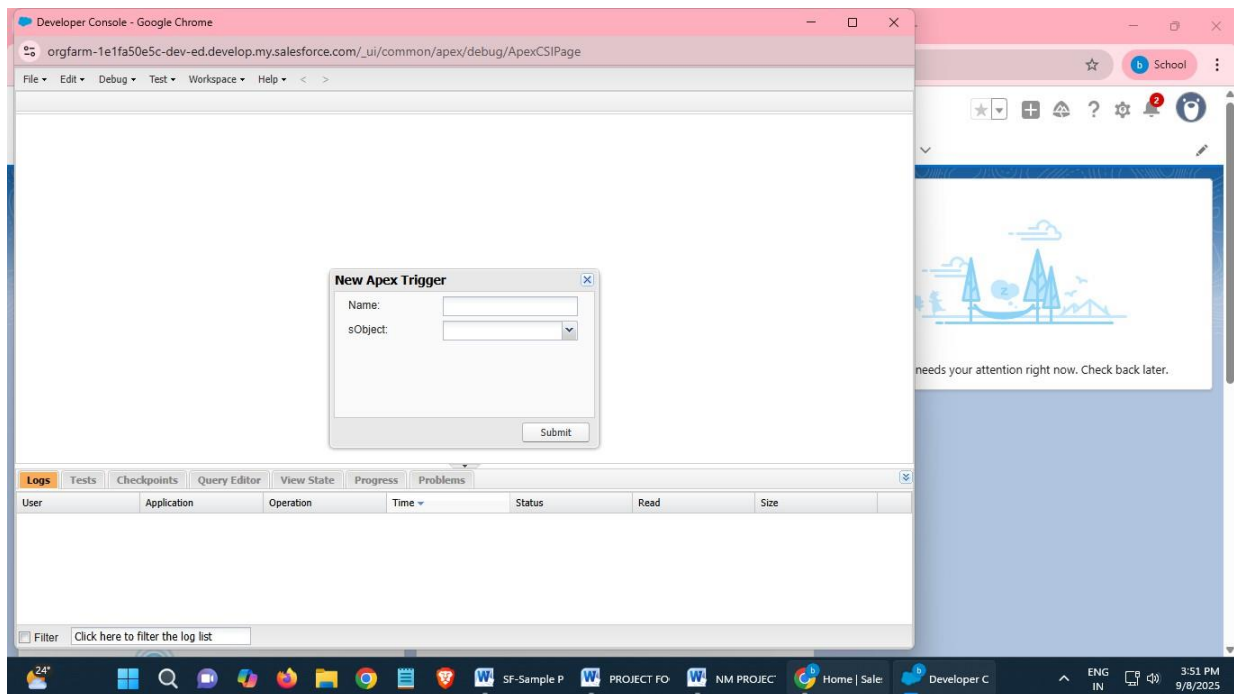 Developer Console - Google Chrome
orgfarm-1e1fa50e5c-dev-ed.develop.my.salesforce.com/_ui/common/apex/debug/ApexCSIPage
File Edit Debug Test Workspace Help < >
b School
2
New Apex Trigger
Name:
sObject:
Submit
needs your attention right now. Check back later.
Logs Tests Checkpoints Query Editor View State Progress Problems
User Application Operation Time Status Read Size
Filter Click here to filter the log list
24°
SF-Sample P PROJECT FO NM PROJEC Home | Sale Developer C
ENG
IN
3:51 PM
9/8/2025